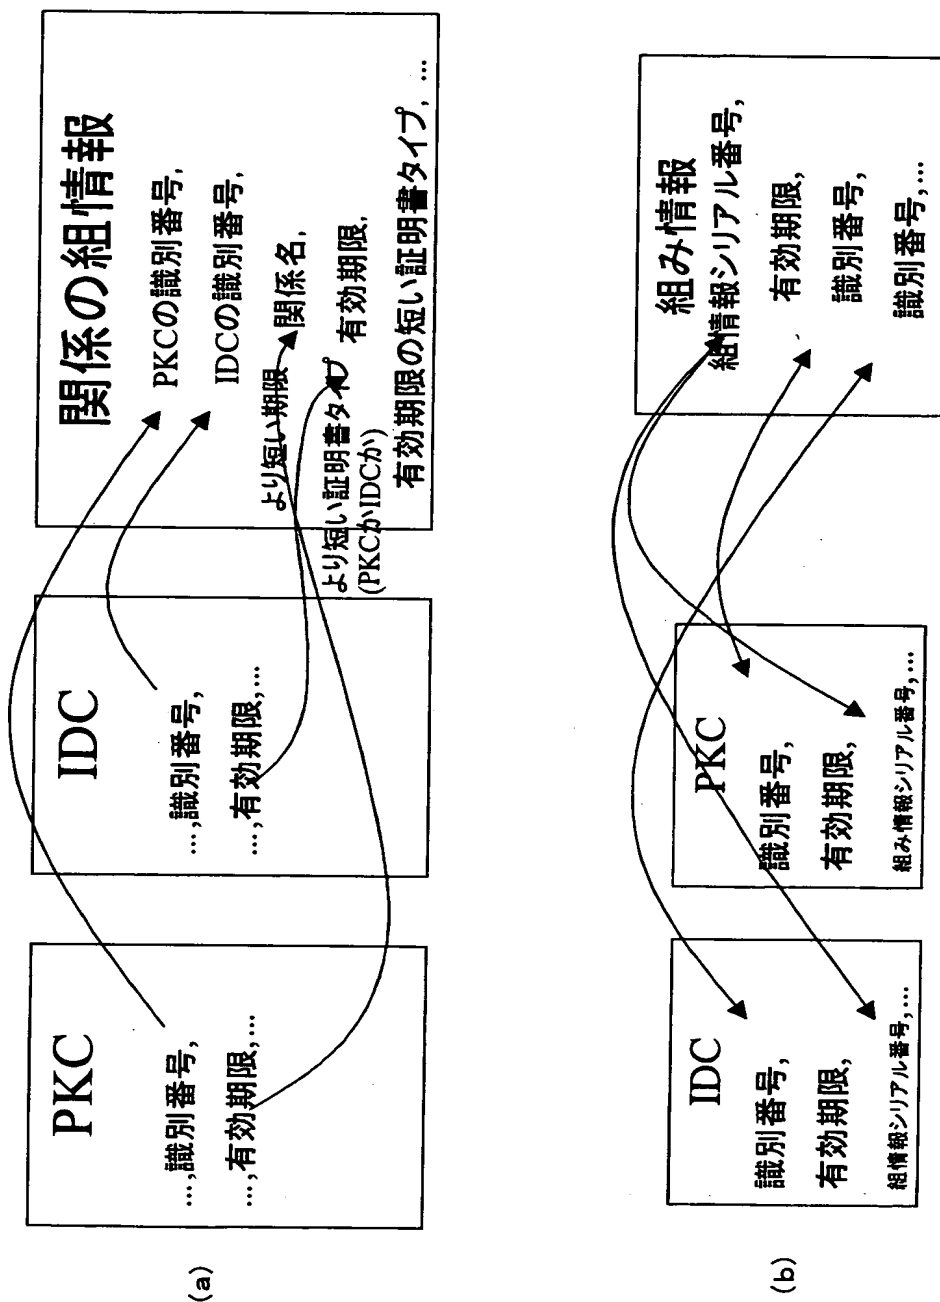 (a)
PKC
…,識別番号,
…,有効期限,…
IDC
…,識別番号,
…,有効期限,…
関係の組情報
PKCの識別番号,
IDCの識別番号,
関係名,
有効期限,
有効期限の短い証明書タイプ, …
より短い期限
より短い証明書タイプ
(PKCかIDCか)
(b)
IDC
識別番号,
有効期限,
組情報シリアル番号,…
PKC
識別番号,
有効期限,
組み情報シリアル番号,…
組み情報
組情報シリアル番号,
有効期限,
識別番号,
識別番号,…